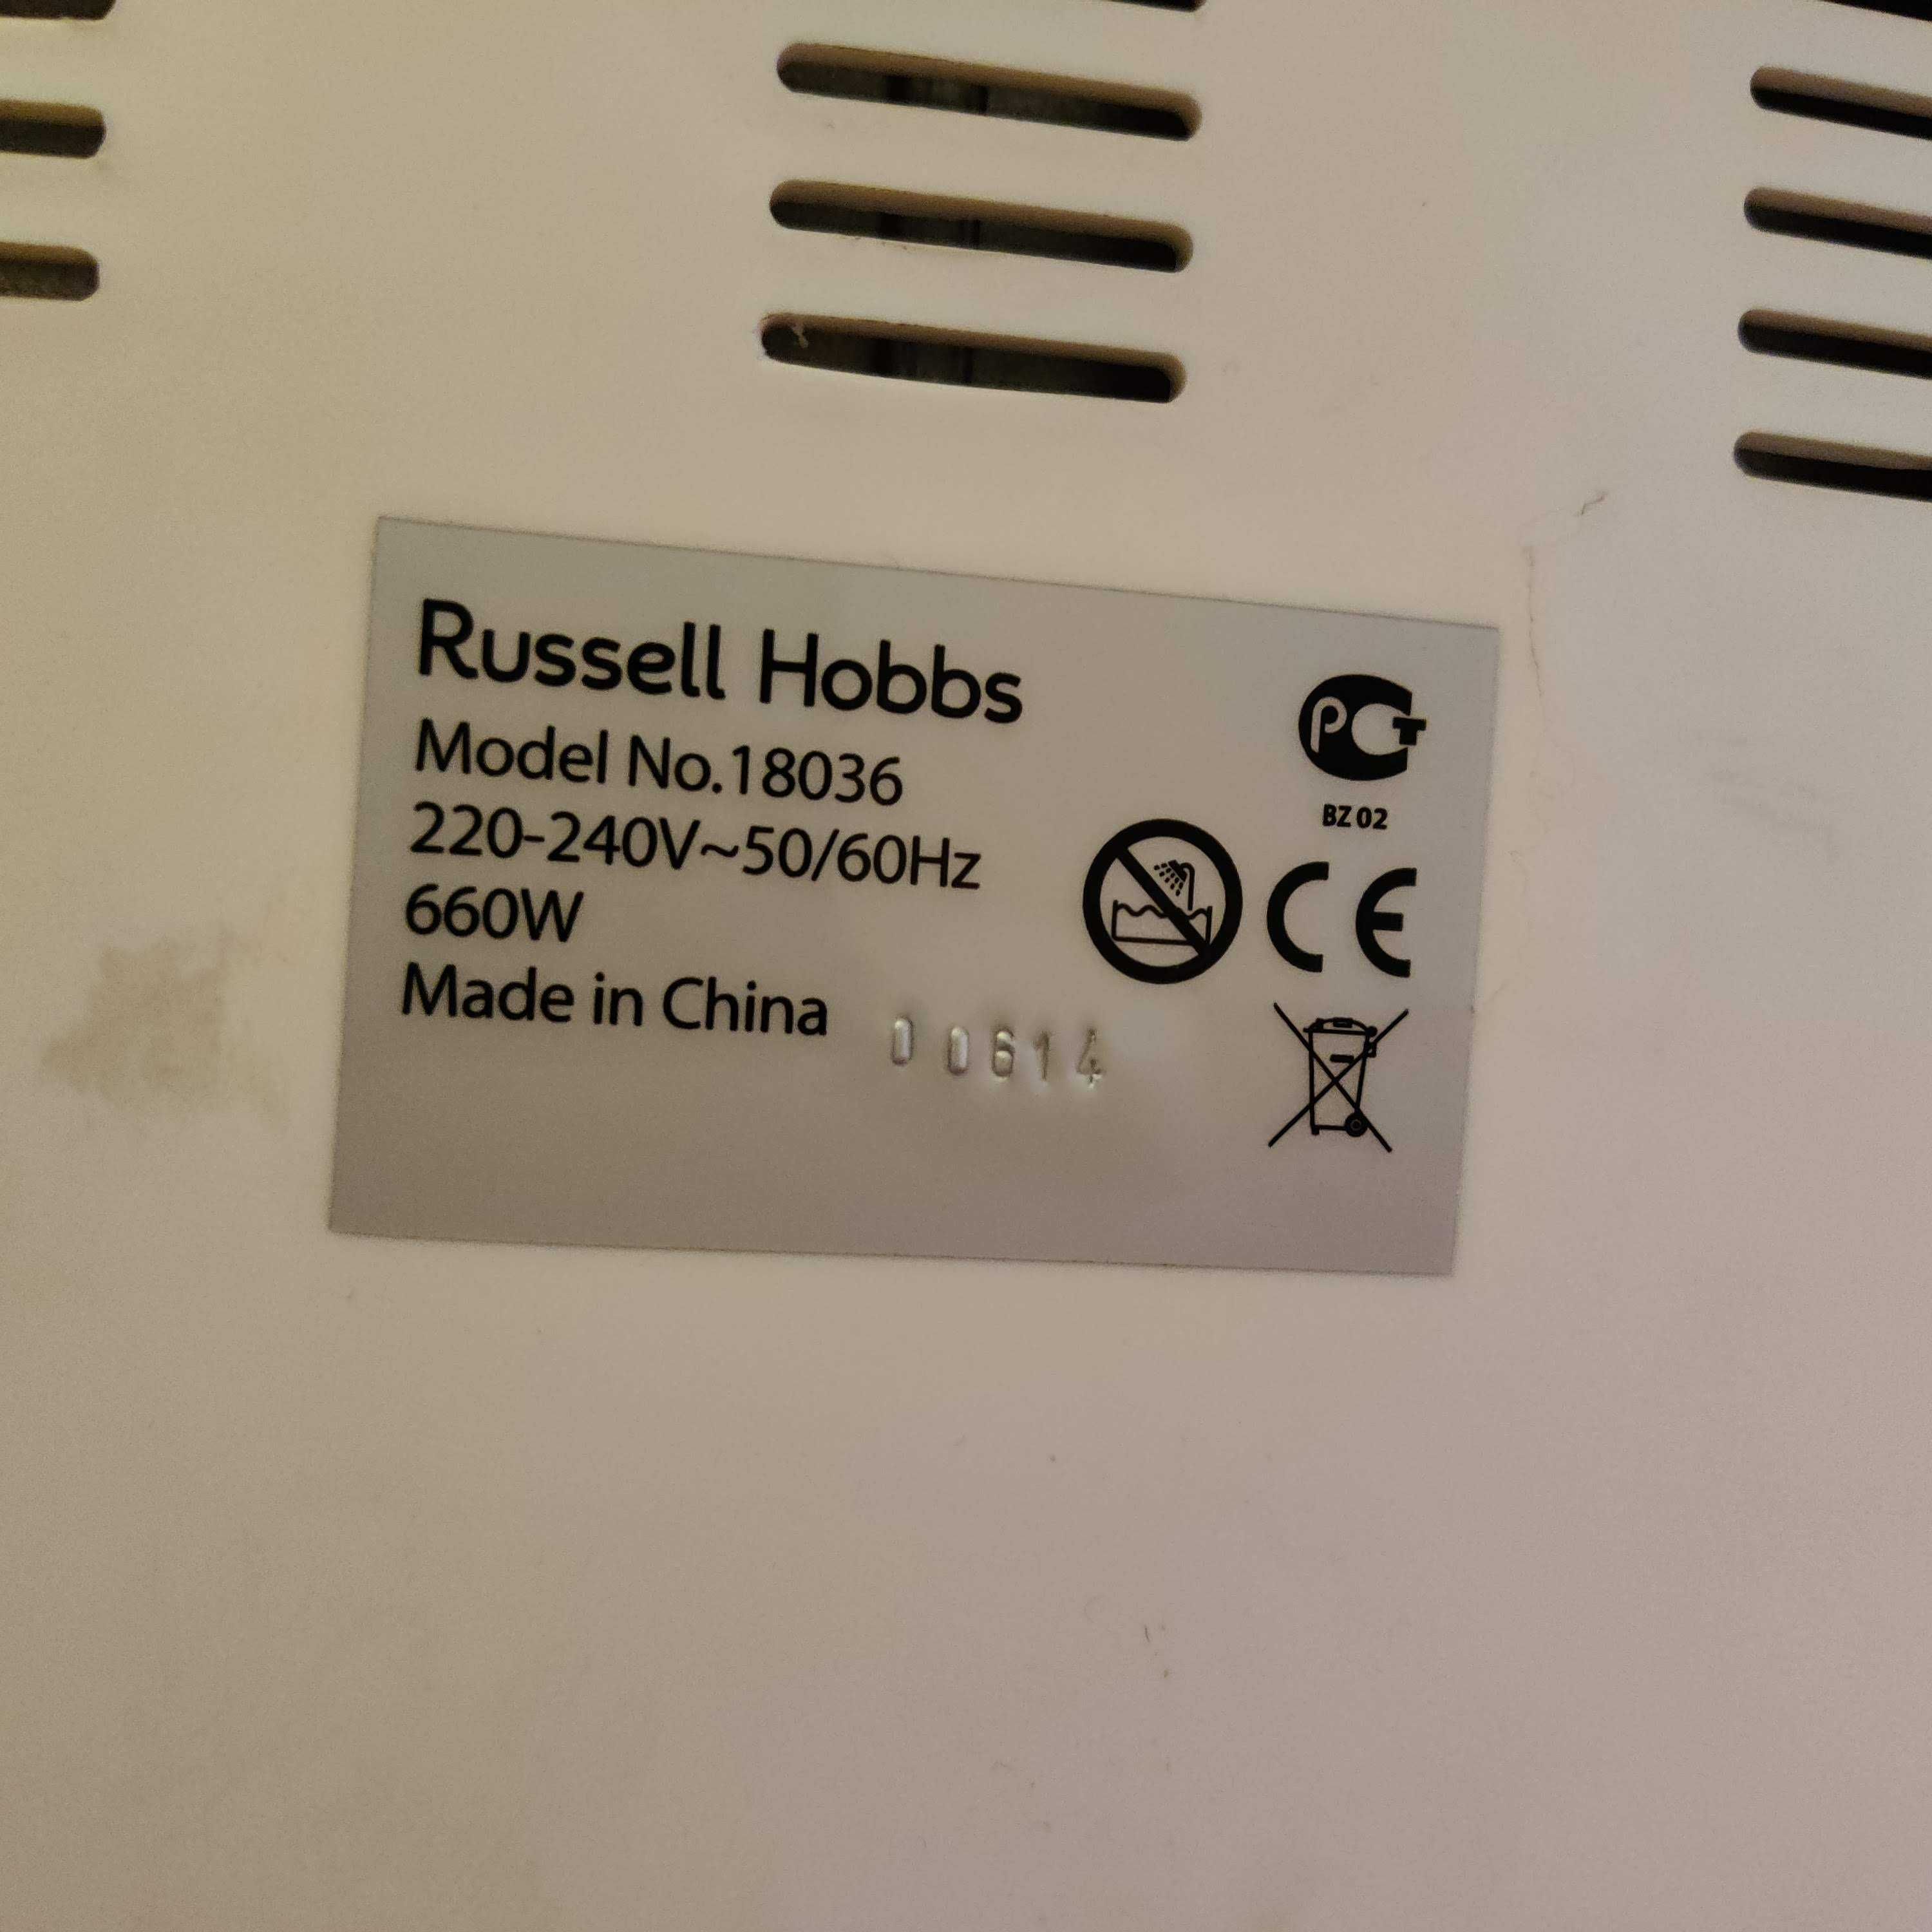 Russell Hobbs
Model No.18036
220-240V~50/60Hz
660W
Made in China
00614
PCT
BZ 02
CE